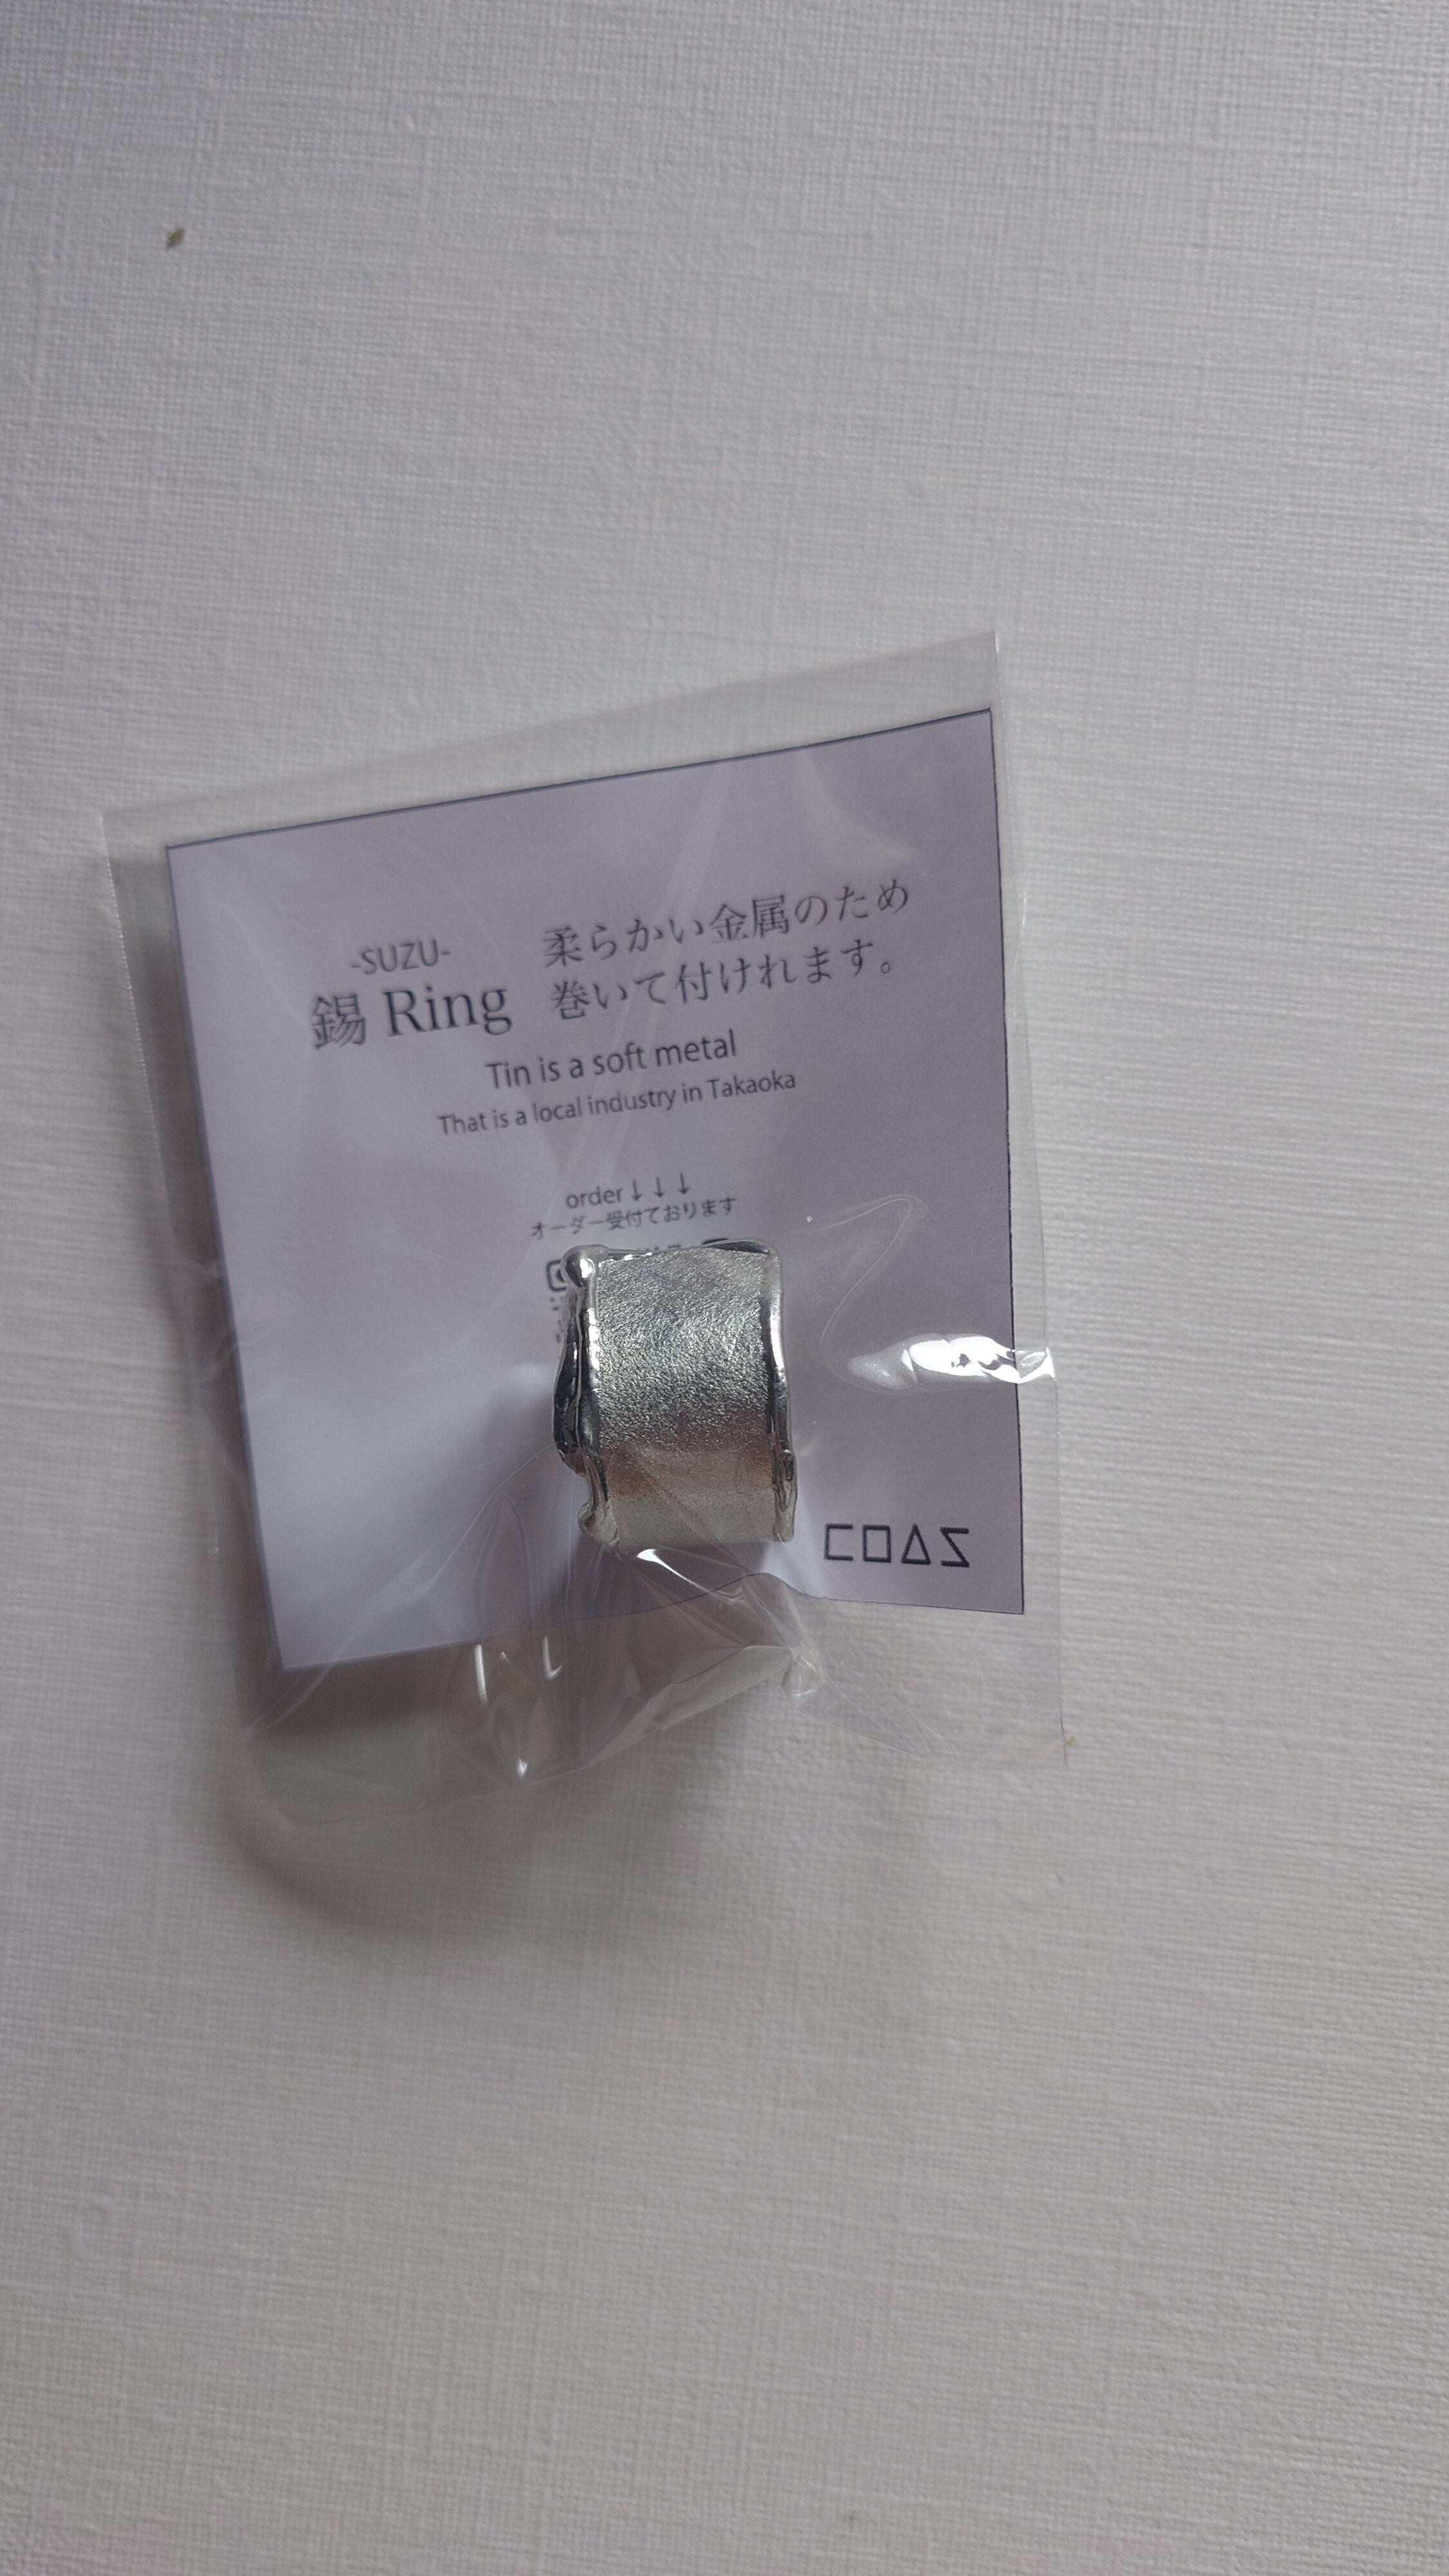 -SUZU-
錫 Ring
柔らかい金属のため
巻いて付けれます。
Tin is a soft metal
That is a local industry in Takaoka
order↓↓↓
オーダー受付ております
COAS